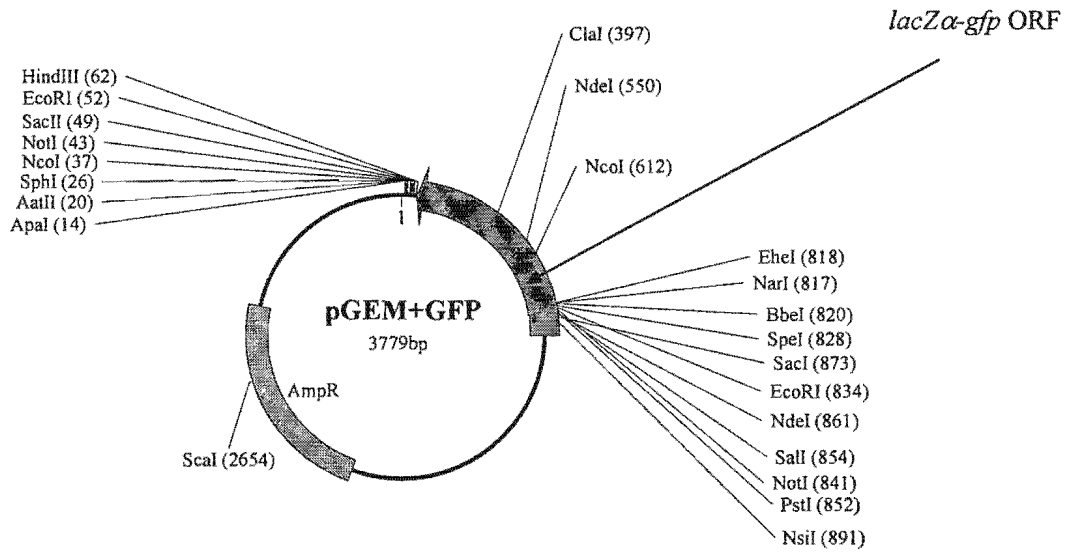 lacZα-gfp ORF
ClaI (397)
NdeI (550)
NcoI (612)
HindIII (62)
EcoRI (52)
SacII (49)
NotI (43)
NcoI (37)
SphI (26)
AatII (20)
ApaI (14)
1
EheI (818)
NarI (817)
BbeI (820)
SpeI (828)
SacI (873)
EcoRI (834)
NdeI (861)
SalI (854)
NotI (841)
PstI (852)
NsiI (891)
pGEM+GFP
3779bp
AmpR
ScaI (2654)